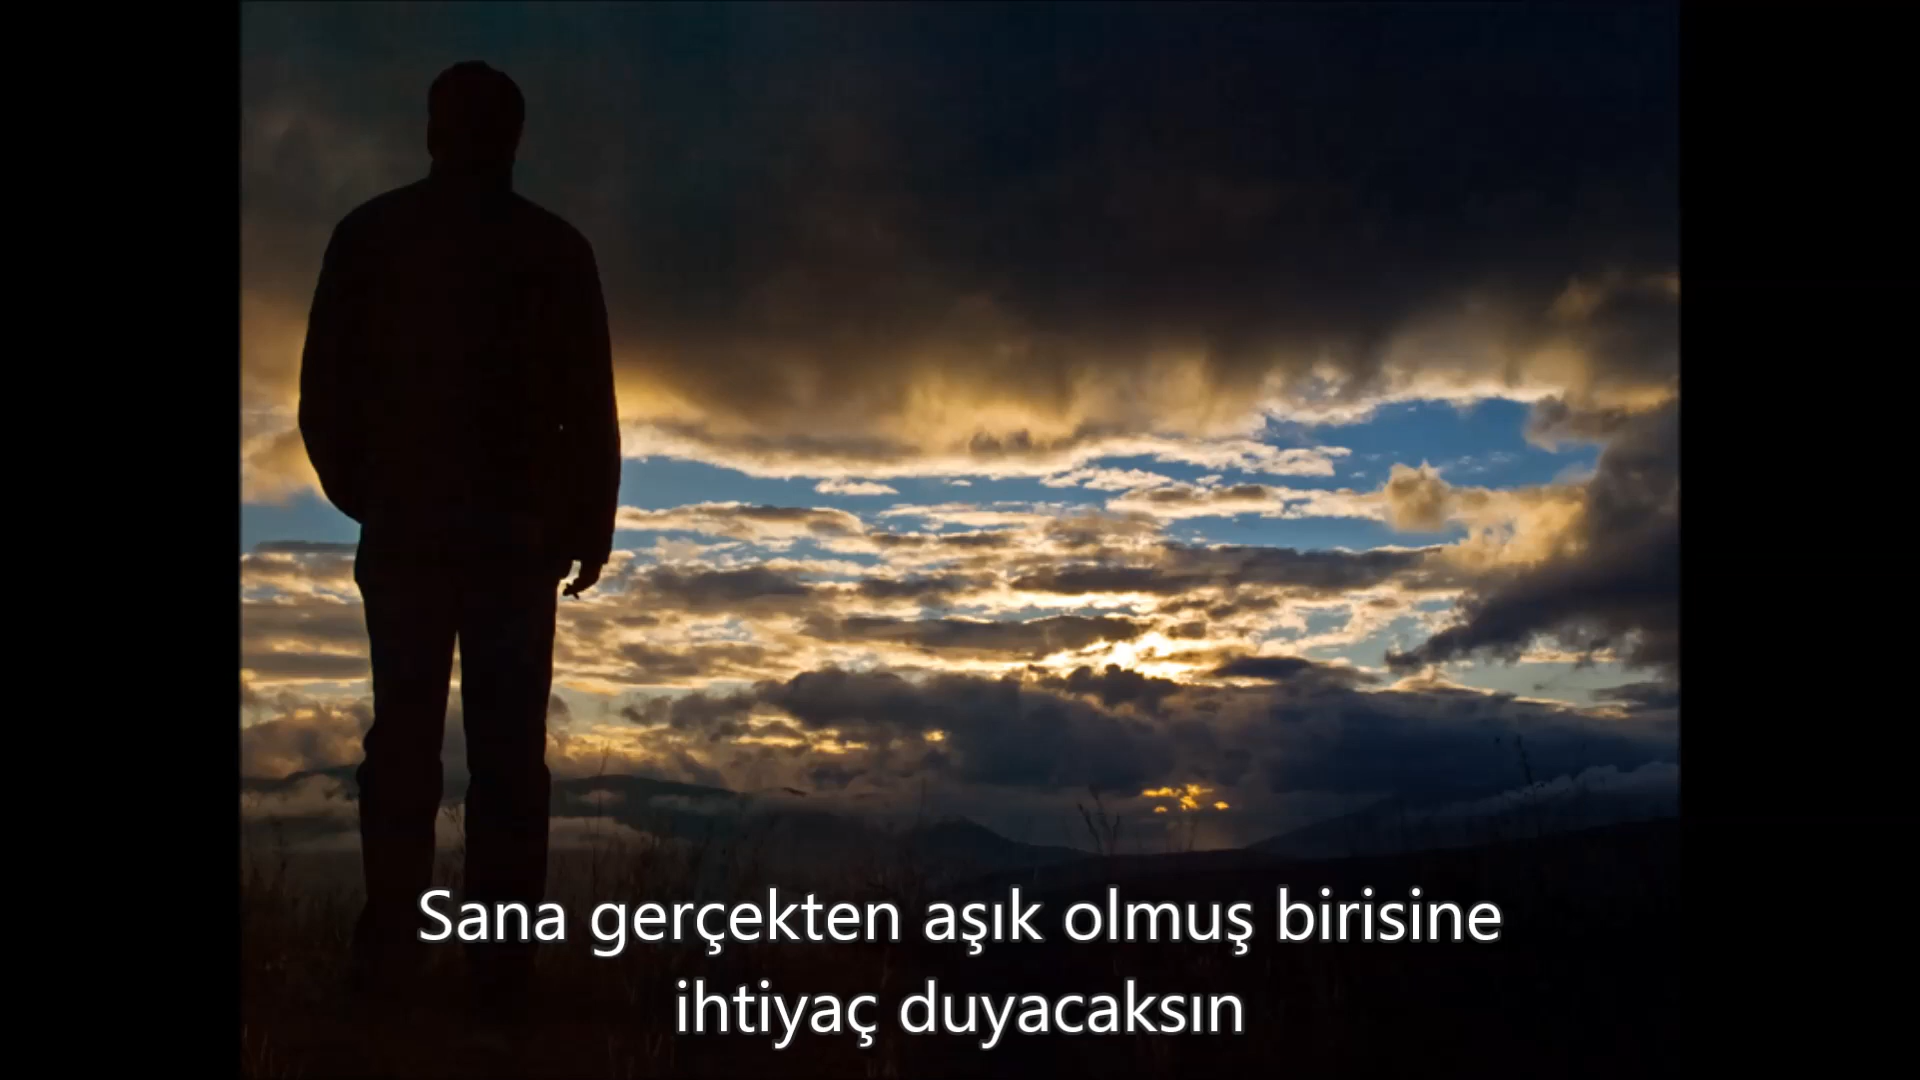 Sana gerçekten aşık olmuş birisine
ihtiyaç duyacaksın